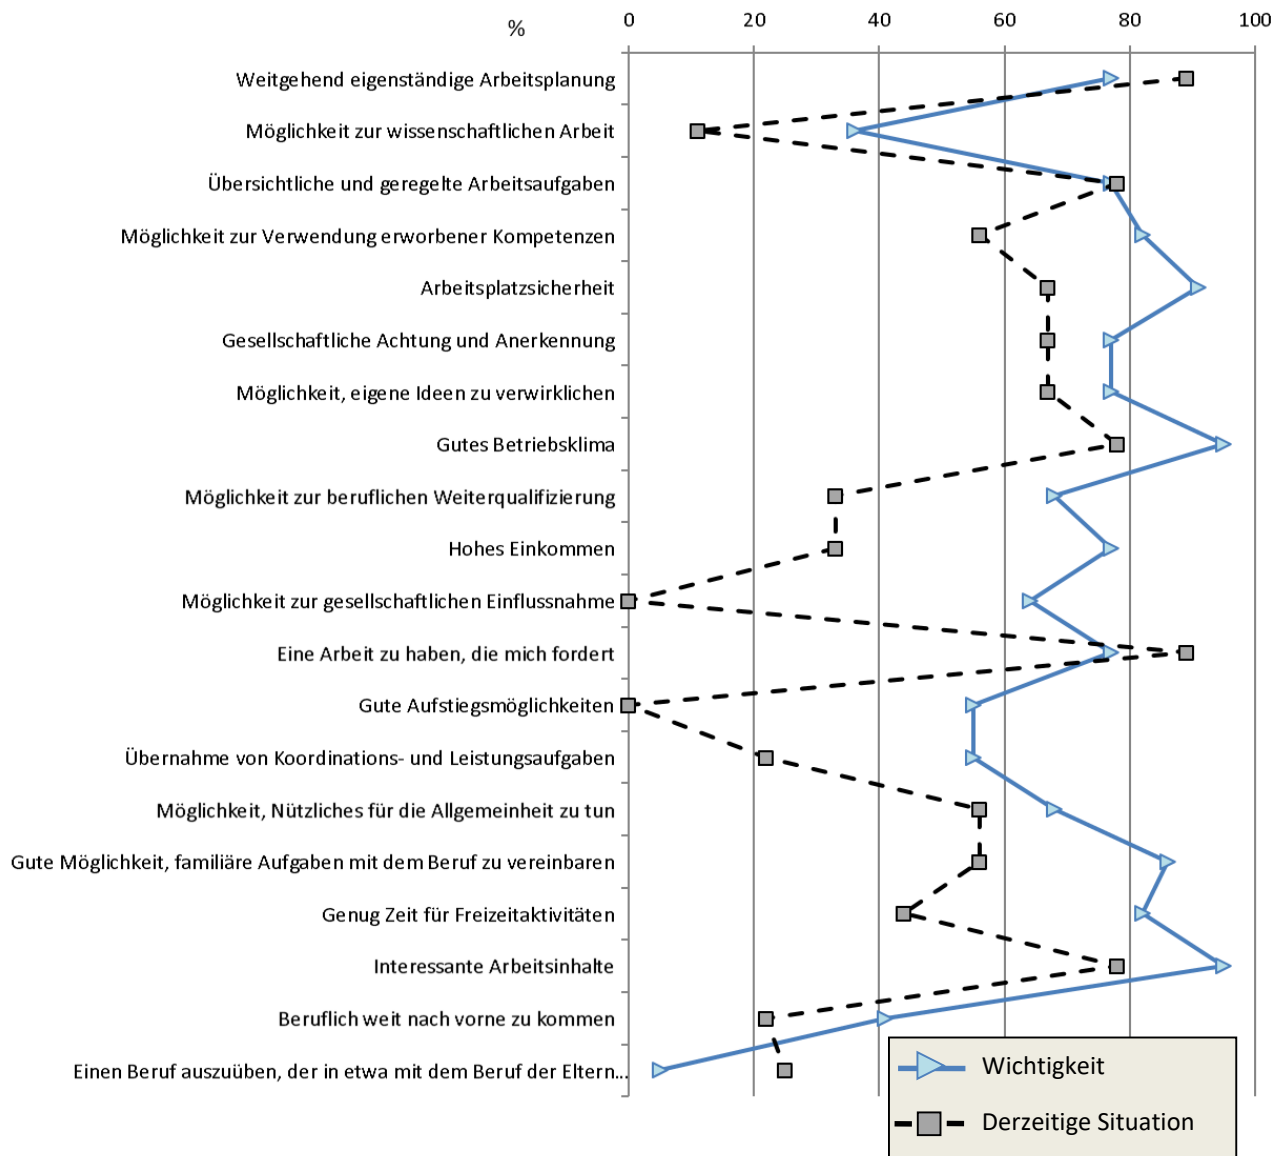 % 0 20 40 60 80 100
Weitgehend eigenständige Arbeitsplanung
Möglichkeit zur wissenschaftlichen Arbeit
Übersichtliche und geregelte Arbeitsaufgaben
Möglichkeit zur Verwendung erworbener Kompetenzen
Arbeitsplatzsicherheit
Gesellschaftliche Achtung und Anerkennung
Möglichkeit, eigene Ideen zu verwirklichen
Gutes Betriebsklima
Möglichkeit zur beruflichen Weiterqualifizierung
Hohes Einkommen
Möglichkeit zur gesellschaftlichen Einflussnahme
Eine Arbeit zu haben, die mich fordert
Gute Aufstiegsmöglichkeiten
Übernahme von Koordinations- und Leistungsaufgaben
Möglichkeit, Nützliches für die Allgemeinheit zu tun
Gute Möglichkeit, familiäre Aufgaben mit dem Beruf zu vereinbaren
Genug Zeit für Freizeitaktivitäten
Interessante Arbeitsinhalte
Beruflich weit nach vorne zu kommen
Einen Beruf auszuüben, der in etwa mit dem Beruf der Eltern...
Wichtigkeit
Derzeitige Situation